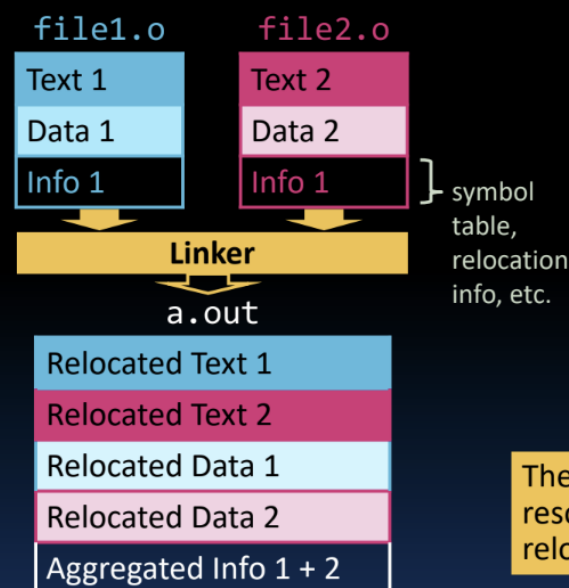 file1.o
file2.o
Text 1
Text 2
Data 1
Data 2
Info 1
Info 1
symbol
table,
relocation
info, etc.
Linker
a.out
Relocated Text 1
Relocated Text 2
Relocated Data 1
Relocated Data 2
Aggregated Info 1 + 2
The